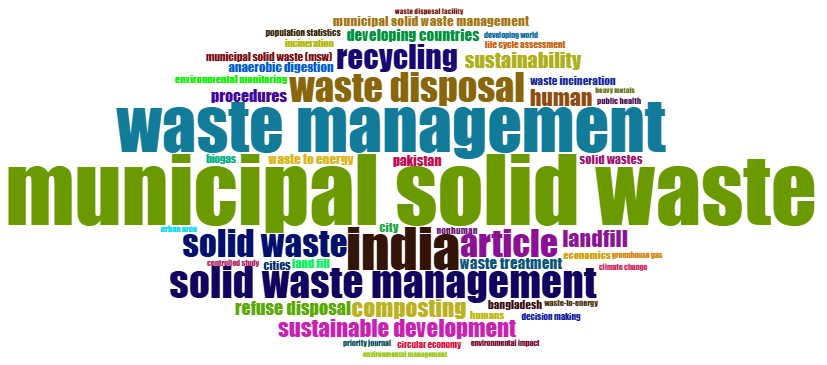 waste disposal facility
municipal solid waste management
population statistics
developing countries
developing world
incineration
life cycle assessment
municipal solid waste (msw)
recycling
sustainability
anaerobic digestion
environmental monitoring
waste disposal
waste incineration
procedures
human
heavy metals
public health
waste management
biogas
waste to energy
pakistan
solid wastes
municipal solid waste
urban area
city
nonhuman
solid waste
india
article
landfill
controlled study
cities
land fill
waste treatment
economics
greenhouse gas
climate change
solid waste management
refuse disposal
composting
humans
bangladesh
waste-to-energy
decision making
sustainable development
priority journal
circular economy
environmental impact
environmental management